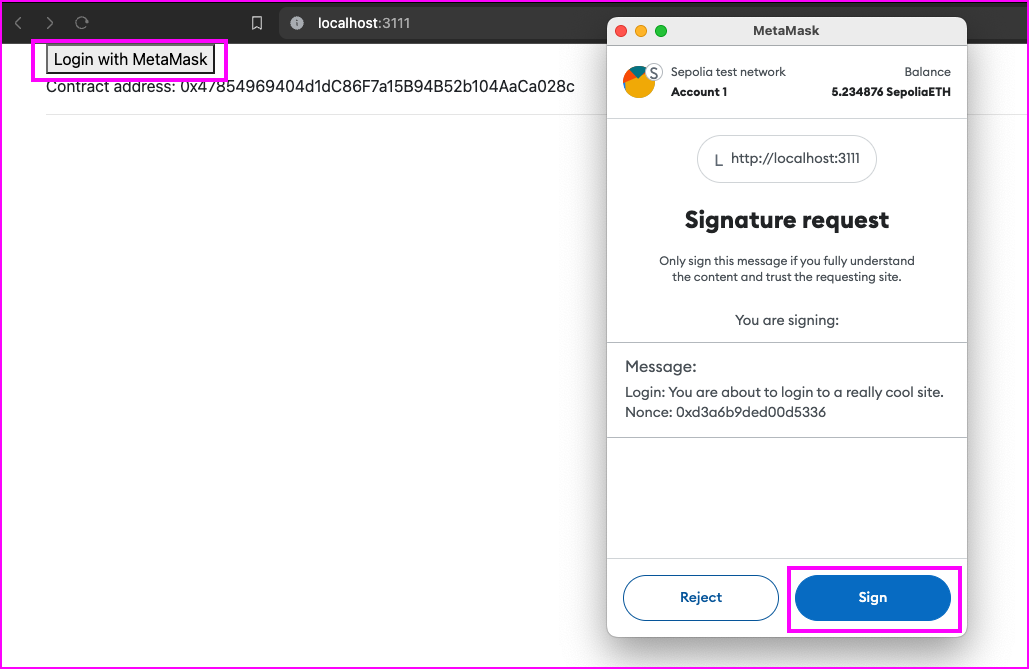 localhost:3111
Login with MetaMask
Contract address: 0x47854969404d1dC86F7a15B94B52b104AaCa028c
MetaMask
S
Sepolia test network
Balance
Account 1
5.234876 SepoliaETH
L http://localhost:3111
Signature request
Only sign this message if you fully understand
the content and trust the requesting site.
You are signing:
Message:
Login: You are about to login to a really cool site.
Nonce: 0xd3a6b9ded00d5336
Reject
Sign